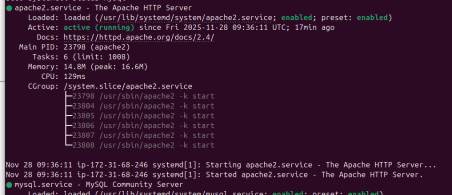 ● apache2.service - The Apache HTTP Server
Loaded: loaded (/usr/lib/systemd/system/apache2.service; enabled; preset: enabled)
Active: active (running) since Fri 2025-11-28 09:36:11 UTC; 17min ago
Docs: https://httpd.apache.org/docs/2.4/
Main PID: 23798 (apache2)
Tasks: 6 (limit: 1008)
Memory: 14.8M (peak: 16.6M)
CPU: 129ms
CGroup: /system.slice/apache2.service
├─23798 /usr/sbin/apache2 -k start
├─23804 /usr/sbin/apache2 -k start
├─23805 /usr/sbin/apache2 -k start
├─23806 /usr/sbin/apache2 -k start
├─23807 /usr/sbin/apache2 -k start
└─23808 /usr/sbin/apache2 -k start
Nov 28 09:36:11 ip-172-31-68-246 systemd[1]: Starting apache2.service - The Apache HTTP Server...
Nov 28 09:36:11 ip-172-31-68-246 systemd[1]: Started apache2.service - The Apache HTTP Server.
● mysql.service - MySQL Community Server
Loaded: loaded (/usr/lib/systemd/system/mysql.service; enabled; preset: enabled)